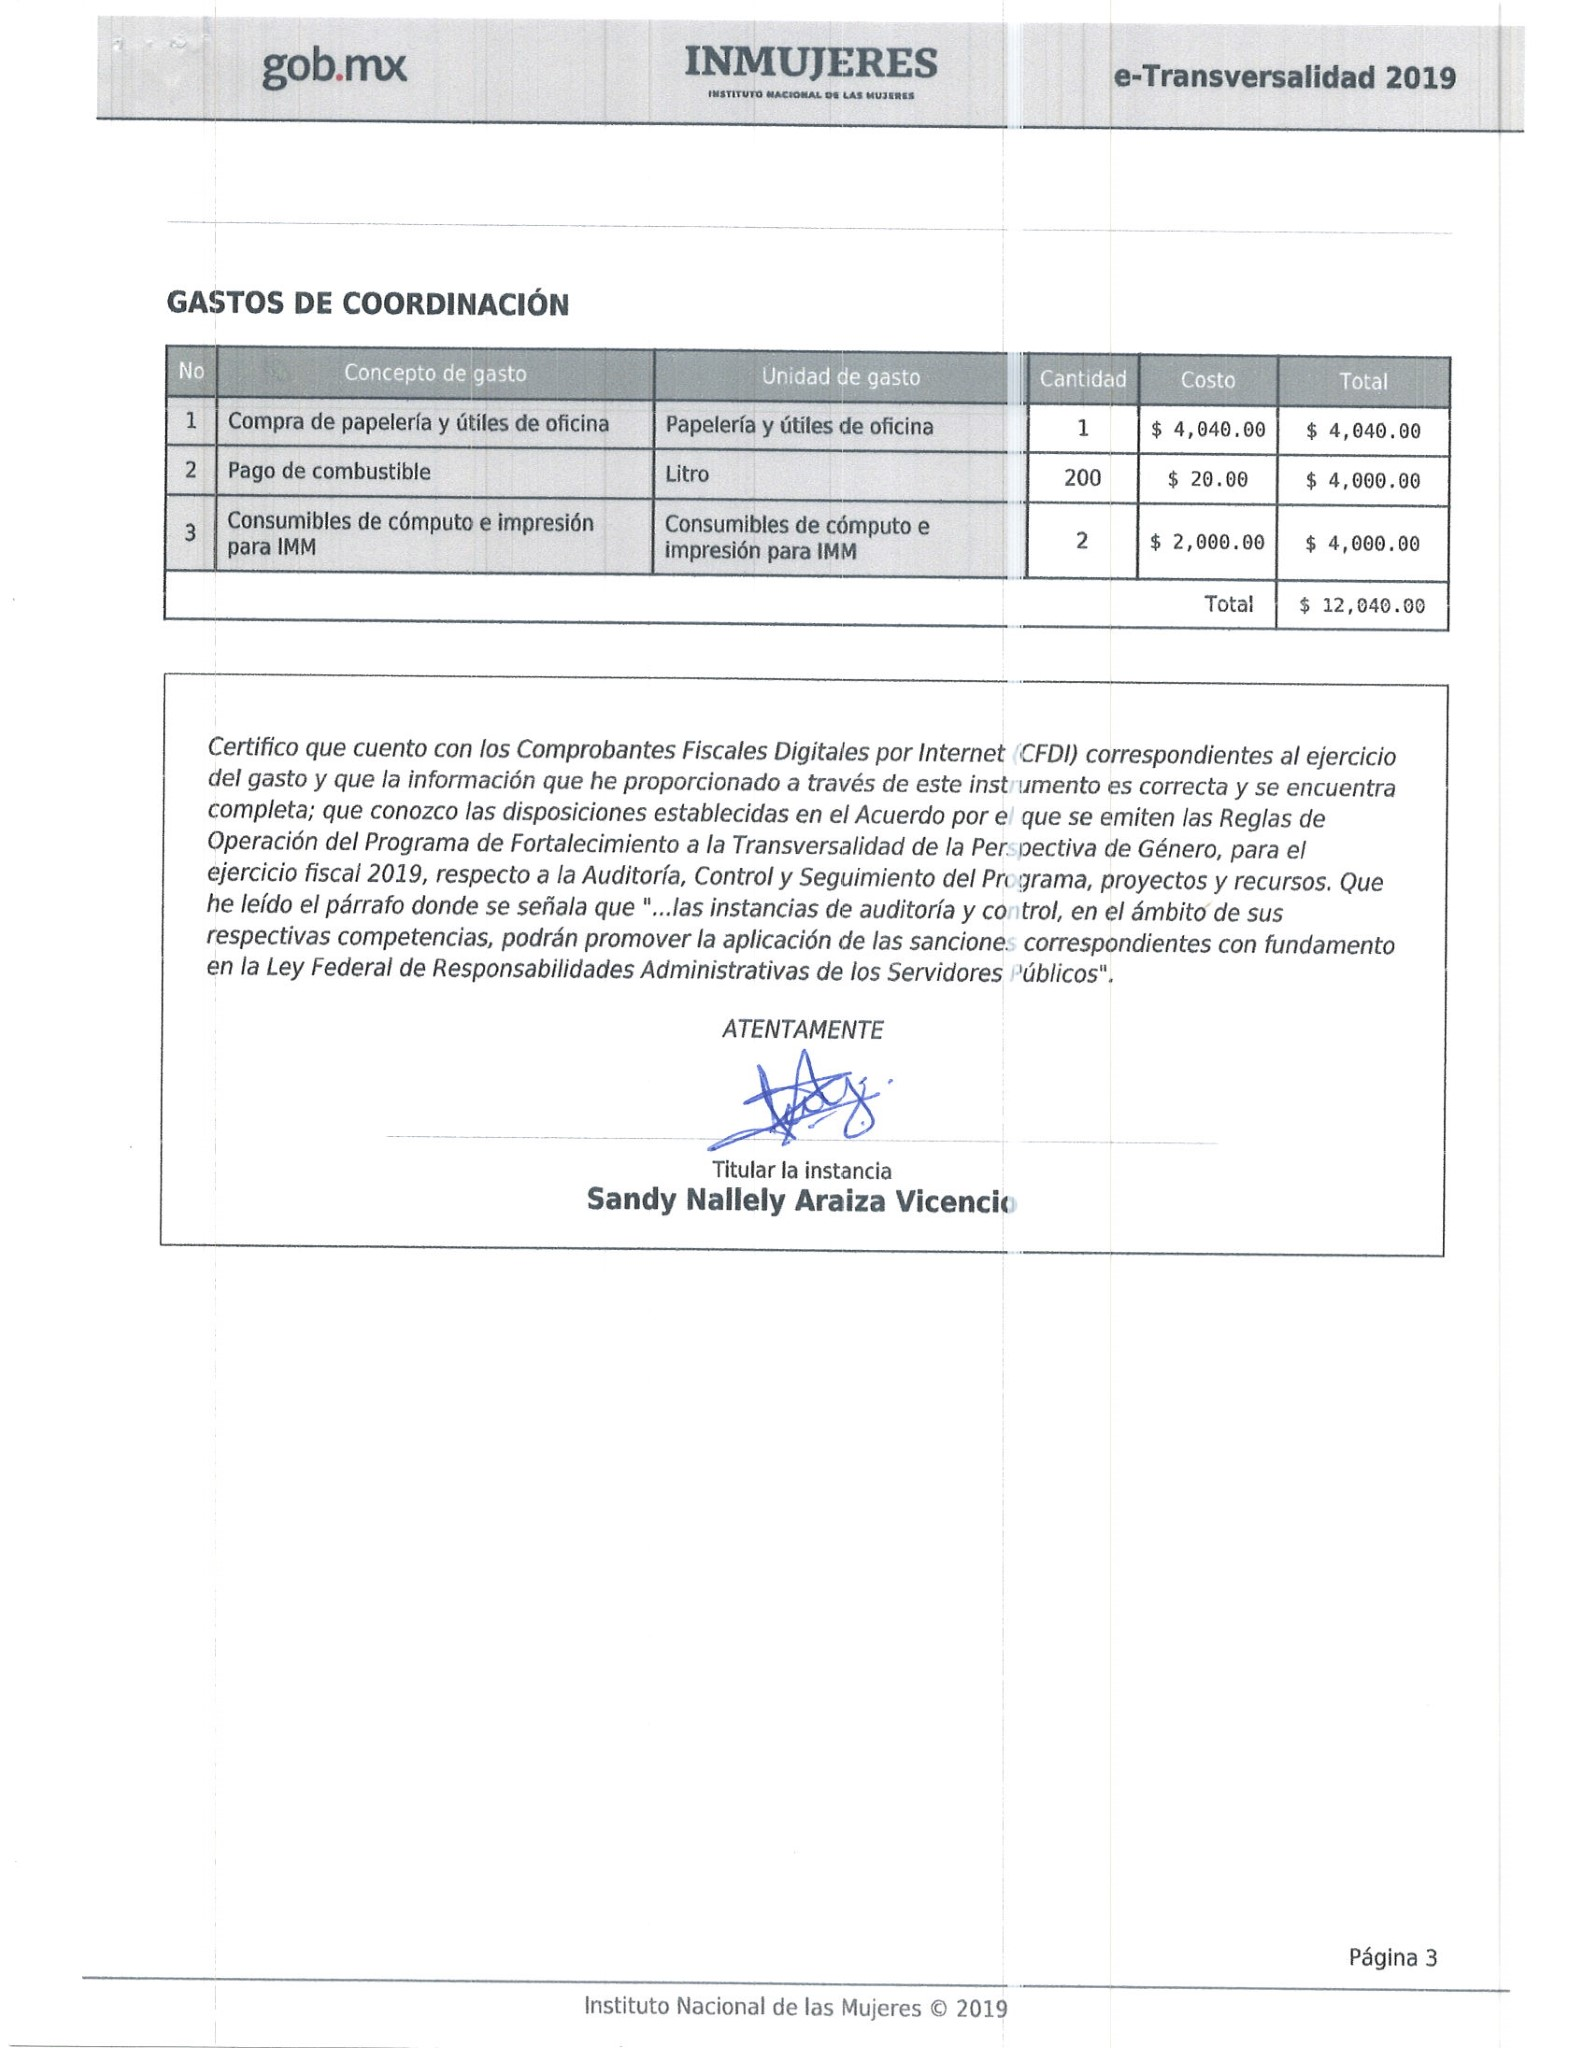 gob.mx
INMUJERES
INSTITUTO NACIONAL DE LAS MUJERES
e-Transversalidad 2019
GASTOS DE COORDINACIÓN
No Concepto de gasto Unidad de gasto Cantidad Costo Total
1 Compra de papelería y útiles de oficina Papelería y útiles de oficina 1 $ 4,040.00 $ 4,040.00
2 Pago de combustible Litro 200 $ 20.00 $ 4,000.00
3 Consumibles de cómputo e impresión para IMM Consumibles de cómputo e impresión para IMM 2 $ 2,000.00 $ 4,000.00
Total $ 12,040.00
Certifico que cuento con los Comprobantes Fiscales Digitales por Internet (CFDI) correspondientes al ejercicio
del gasto y que la información que he proporcionado a través de este instrumento es correcta y se encuentra
completa; que conozco las disposiciones establecidas en el Acuerdo por el que se emiten las Reglas de
Operación del Programa de Fortalecimiento a la Transversalidad de la Perspectiva de Género, para el
ejercicio fiscal 2019, respecto a la Auditoría, Control y Seguimiento del Programa, proyectos y recursos. Que
he leído el párrafo donde se señala que "...las instancias de auditoría y control, en el ámbito de sus
respectivas competencias, podrán promover la aplicación de las sanciones correspondientes con fundamento
en la Ley Federal de Responsabilidades Administrativas de los Servidores Públicos".
ATENTAMENTE
Titular la instancia
Sandy Nallely Araiza Vicencio
Página 3
Instituto Nacional de las Mujeres © 2019